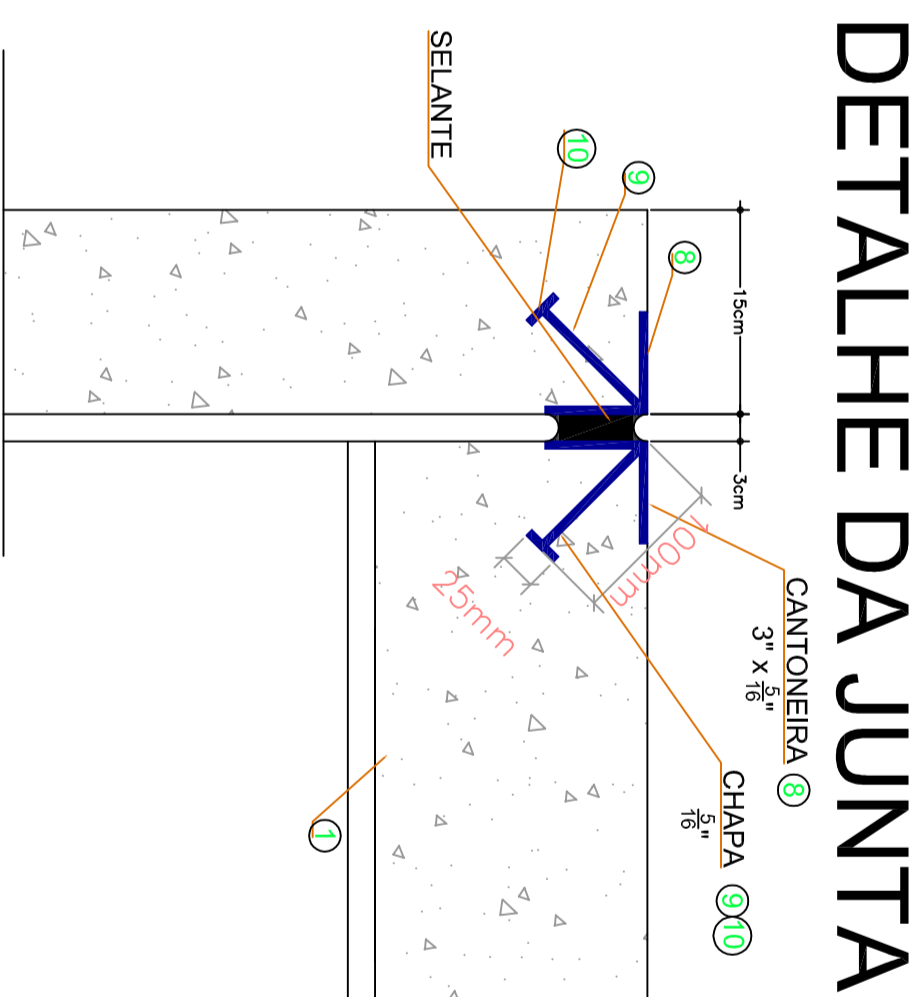 DETALHE DA JUNTA
15cm
3cm
8
9
10
SELANTE
100mm
25mm
CANTONEIRA 8
3" x 5/16"
CHAPA 9 10
5/16"
1